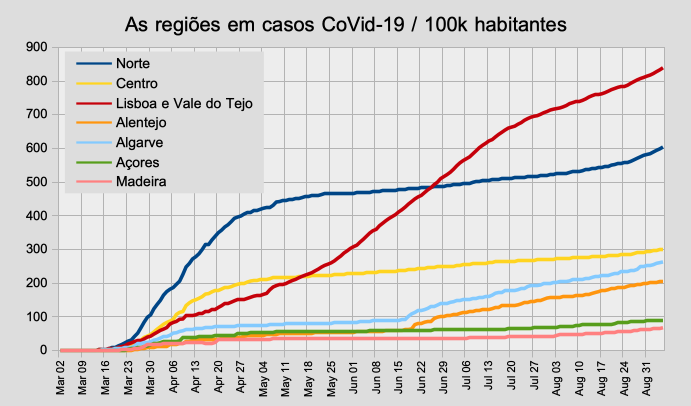 As regiões em casos CoVid-19 / 100k habitantes
900
800
700
600
500
400
300
200
100
0
Norte
Centro
Lisboa e Vale do Tejo
Alentejo
Algarve
Açores
Madeira
Mar 02
Mar 09
Mar 16
Mar 23
Mar 30
Apr 06
Apr 13
Apr 20
Apr 27
May 04
May 11
May 18
May 25
Jun 01
Jun 08
Jun 15
Jun 22
Jun 29
Jul 06
Jul 13
Jul 20
Jul 27
Aug 03
Aug 10
Aug 17
Aug 24
Aug 31